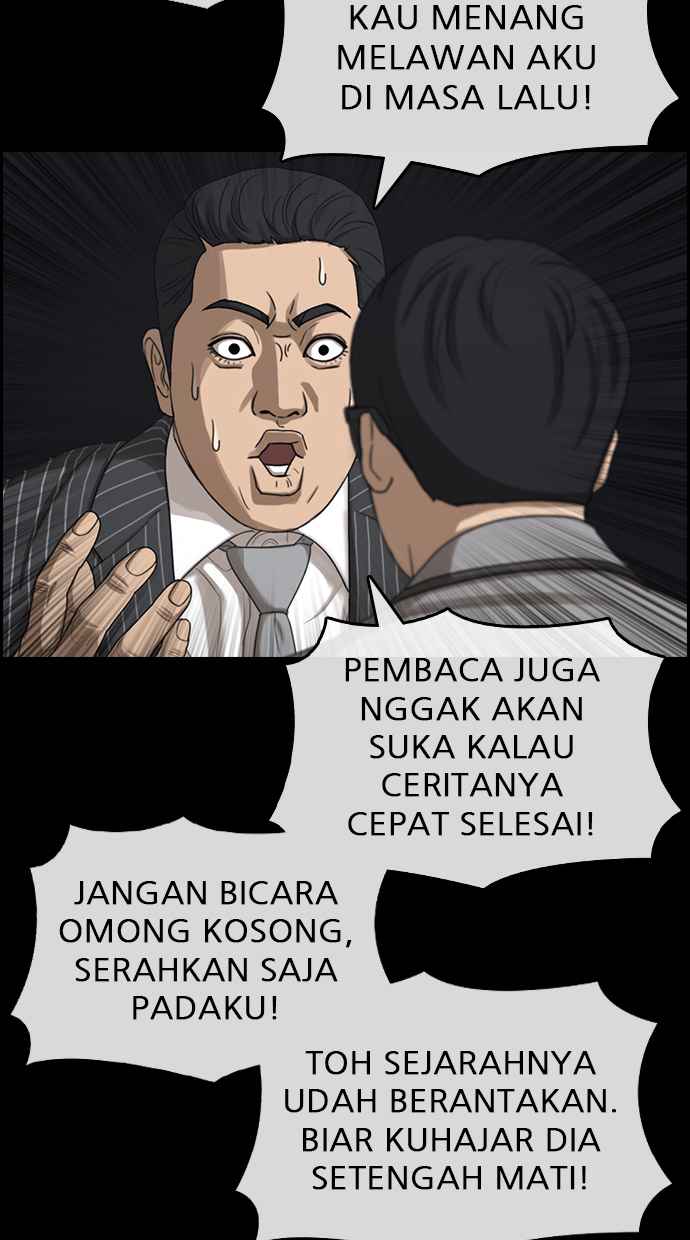 KAU MENANG
MELAWAN AKU
DI MASA LALU!
PEMBACA JUGA
NGGAK AKAN
SUKA KALAU
CERITANYA
CEPAT SELESAI!
JANGAN BICARA
OMONG KOSONG,
SERAHKAN SAJA
PADAKU!
TOH SEJARAHNYA
UDAH BERANTAKAN.
BIAR KUHAJAR DIA
SETENGAH MATI!